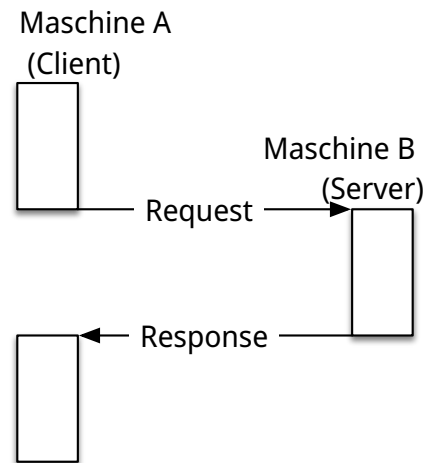 Maschine A
(Client)
Maschine B
(Server)
Request
Response